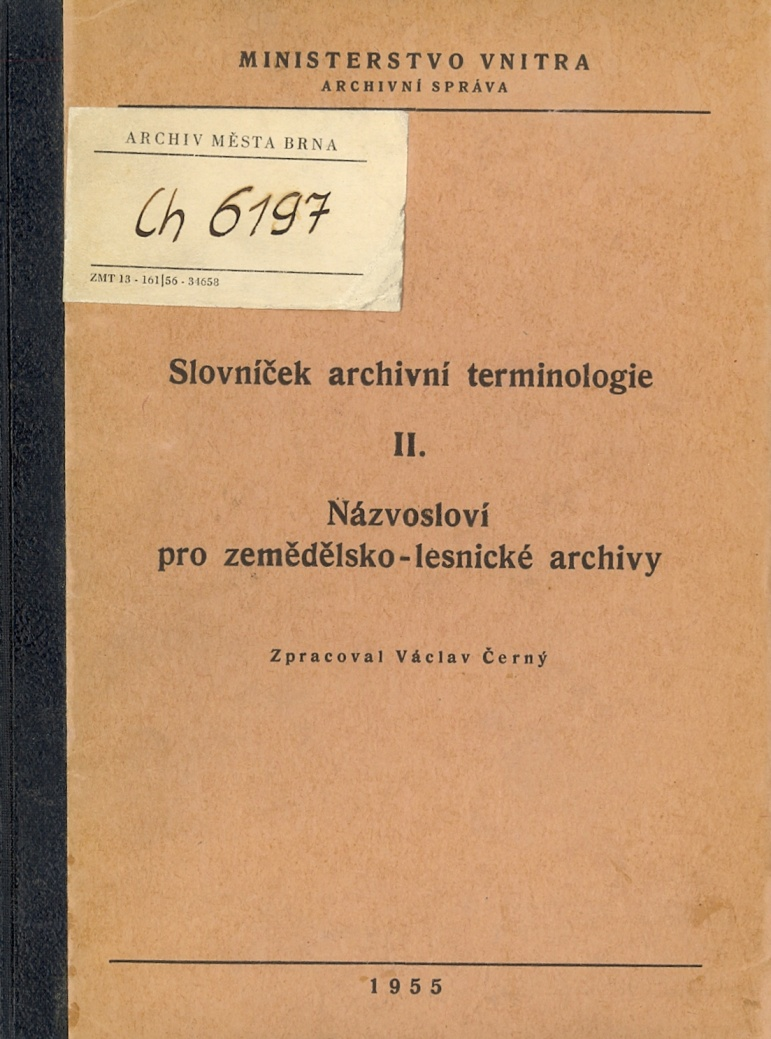 MINISTERSTVO VNITRA
ARCHIVNÍ SPRÁVA
ARCHIV MĚSTA BRNA
Ch 6197
ZMT 13 - 161|56 - 34658
Slovníček archivní terminologie
II.
Názvosloví
pro zemědělsko-lesnické archivy
Zpracoval Václav Černý
1955